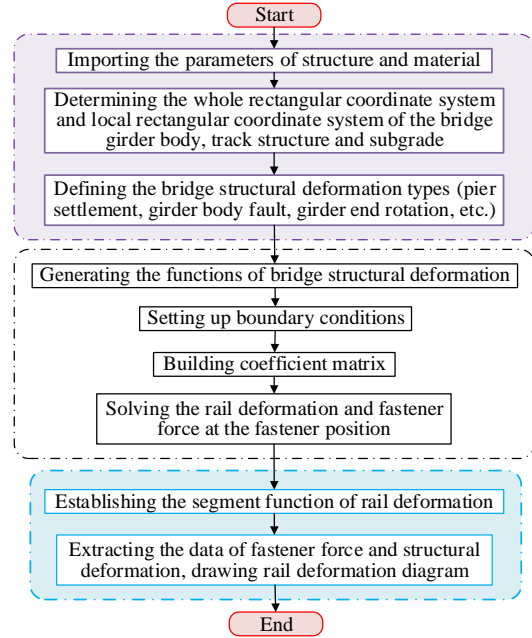 Start
Importing the parameters of structure and material
Determining the whole rectangular coordinate system
and local rectangular coordinate system of the bridge
girder body, track structure and subgrade
Defining the bridge structural deformation types (pier
settlement, girder body fault, girder end rotation, etc.)
Generating the functions of bridge structural deformation
Setting up boundary conditions
Building coefficient matrix
Solving the rail deformation and fastener
force at the fastener position
Establishing the segment function of rail deformation
Extracting the data of fastener force and structural
deformation, drawing rail deformation diagram
End